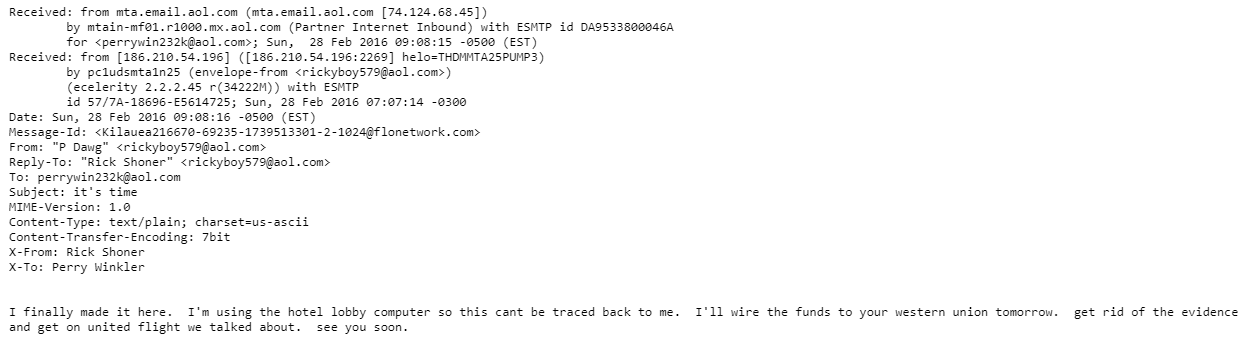 Received: from mta.email.aol.com (mta.email.aol.com [74.124.68.45])
by mtain-mf01.r1000.mx.aol.com (Partner Internet Inbound) with ESMTP id DA9533800046A
for <perrywin232k@aol.com>; Sun,  28 Feb 2016 09:08:15 -0500 (EST)
Received: from [186.210.54.196] ([186.210.54.196:2269] helo=THDMMTA25PUMP3)
by pc1udsmta1n25 (envelope-from <rickyboy579@aol.com>)
(ecelerity 2.2.2.45 r(34222M)) with ESMTP
id 57/7A-18696-E5614725; Sun, 28 Feb 2016 07:07:14 -0300
Date: Sun, 28 Feb 2016 09:08:16 -0500 (EST)
Message-Id: <Kilauea216670-69235-1739513301-2-1024@flonetwork.com>
From: "P Dawg" <rickyboy579@aol.com>
Reply-To: "Rick Shoner" <rickyboy579@aol.com>
To: perrywin232k@aol.com
Subject: it's time
MIME-Version: 1.0
Content-Type: text/plain; charset=us-ascii
Content-Transfer-Encoding: 7bit
X-From: Rick Shoner
X-To: Perry Winkler
I finally made it here.  I'm using the hotel lobby computer so this cant be traced back to me.  I'll wire the funds to your western union tomorrow.  get rid of the evidence
and get on united flight we talked about.  see you soon.